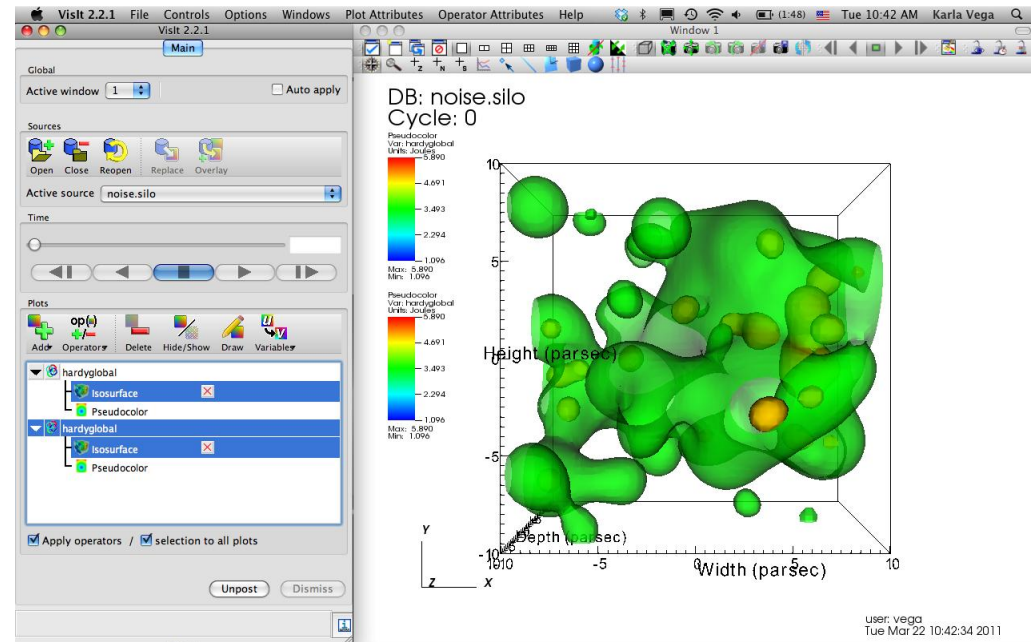 VisIt 2.2.1 File Controls Options Windows Plot Attributes Operator Attributes Help (1:48) Tue 10:42 AM Karla Vega
VisIt 2.2.1
Main
Global
Active window 1 Auto apply
Sources
Open Close Reopen Replace Overlay
Active source noise.silo
Time
Plots
op(u)
Add Operators Delete Hide/Show Draw Variables
hardyglobal
Isosurface
Pseudocolor
hardyglobal
Isosurface
Pseudocolor
Apply operators / selection to all plots
Unpost Dismiss
Window 1
DB: noise.silo
Cycle: 0
Pseudocolor
Var: hardyglobal
Units: Joules
5.890
4.691
3.493
2.294
1.096
Max: 5.890
Min: 1.096
Pseudocolor
Var: hardyglobal
Units: Joules
5.890
4.691
3.493
2.294
1.096
Max: 5.890
Min: 1.096
10
5
Height (parsec)
-5
-10
Depth (parsec)
-5 0 5 10
Width (parsec)
Y
Z X
user: vega
Tue Mar 22 10:42:34 2011